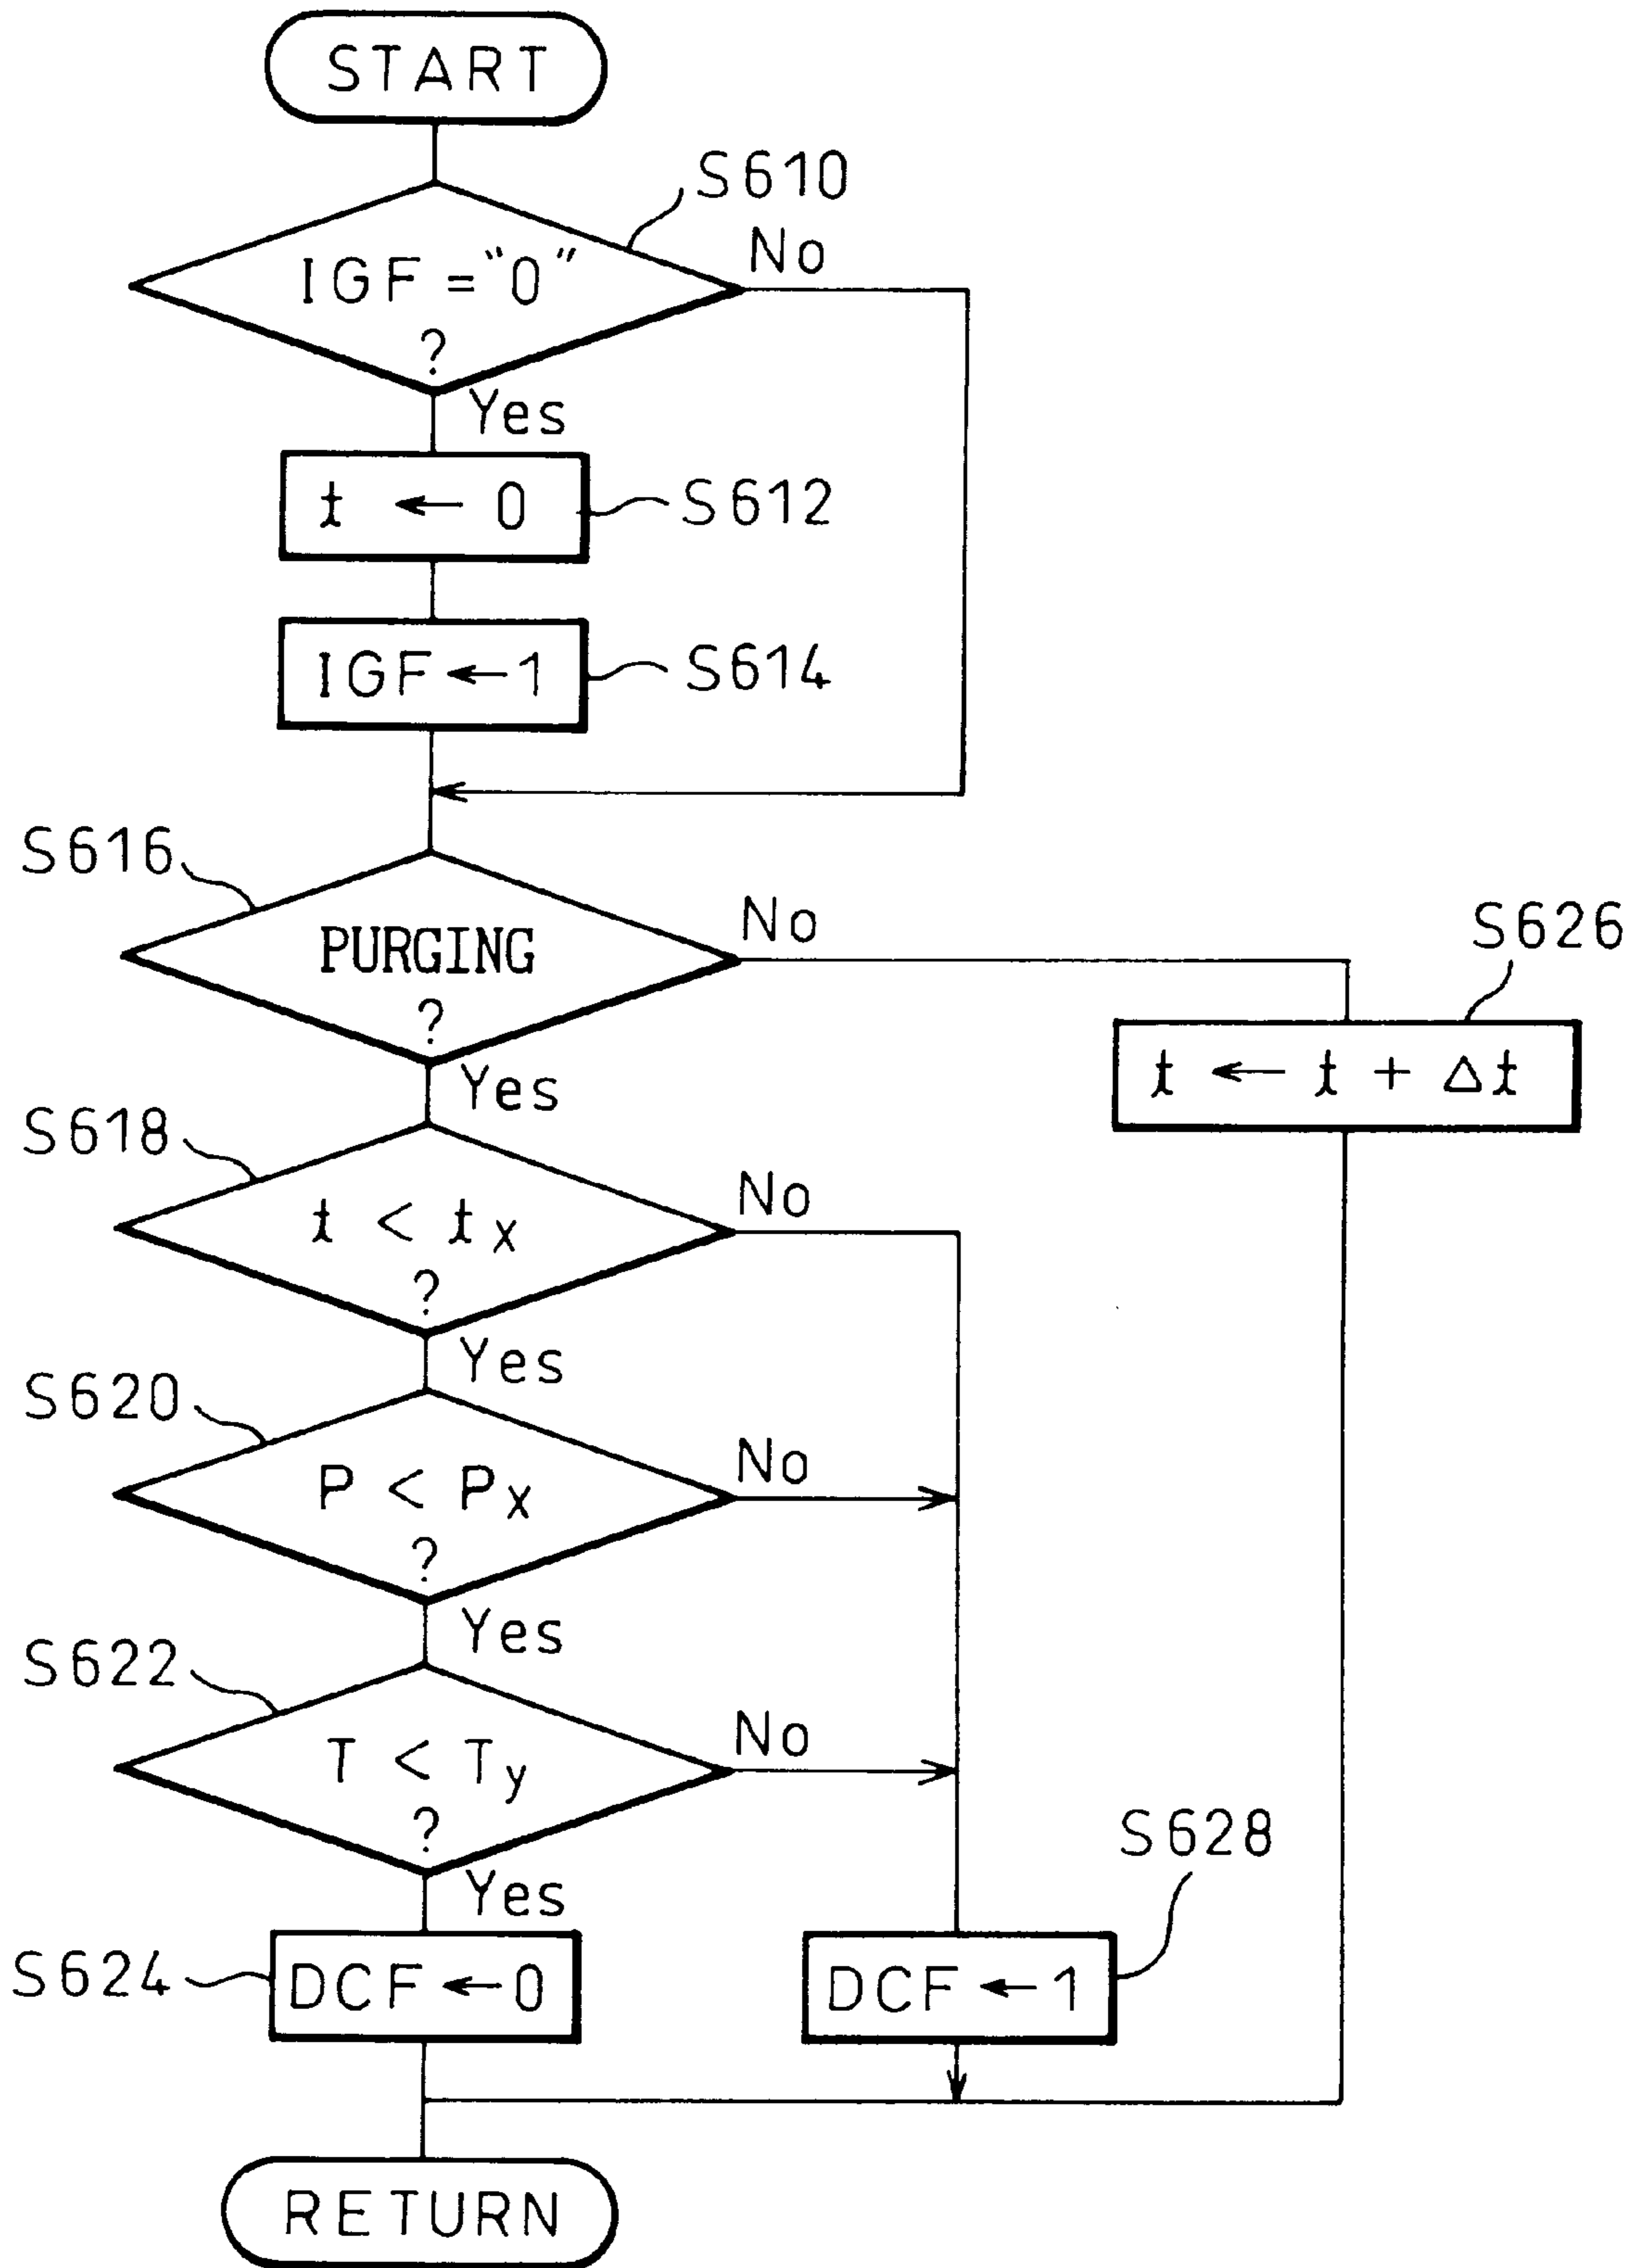 START
S610
IGF = "0"
?
No
Yes
t ← 0
S612
IGF ← 1
S614
S616
PURGING
?
No
S626
t ← t + Δt
Yes
S618
t < tx
?
No
Yes
S620
P < Px
?
No
Yes
S622
T < Ty
?
No
Yes
S628
S624
DCF ← 0
DCF ← 1
RETURN